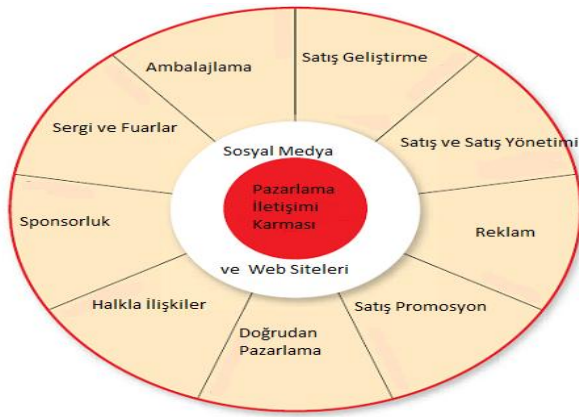 Satış Geliştirme
Satış ve Satış Yönetimi
Reklam
Satış Promosyon
Doğrudan
Pazarlama
Halkla İlişkiler
Sponsorluk
Sergi ve Fuarlar
Ambalajlama
Sosyal Medya
Pazarlama
İletişimi
Karması
ve Web Siteleri